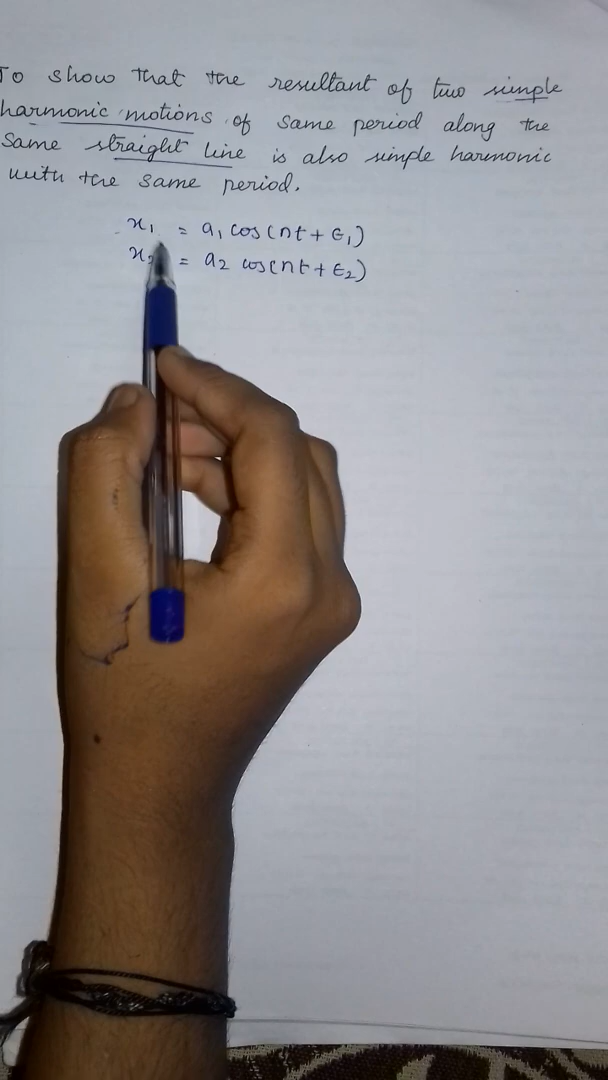 To show that the resultant of two simple
harmonic motions of same period along the
same straight line is also simple harmonic
with the same period.
x₁ = a₁ cos(nt + ε₁)
x₂ = a₂ cos(nt + ε₂)